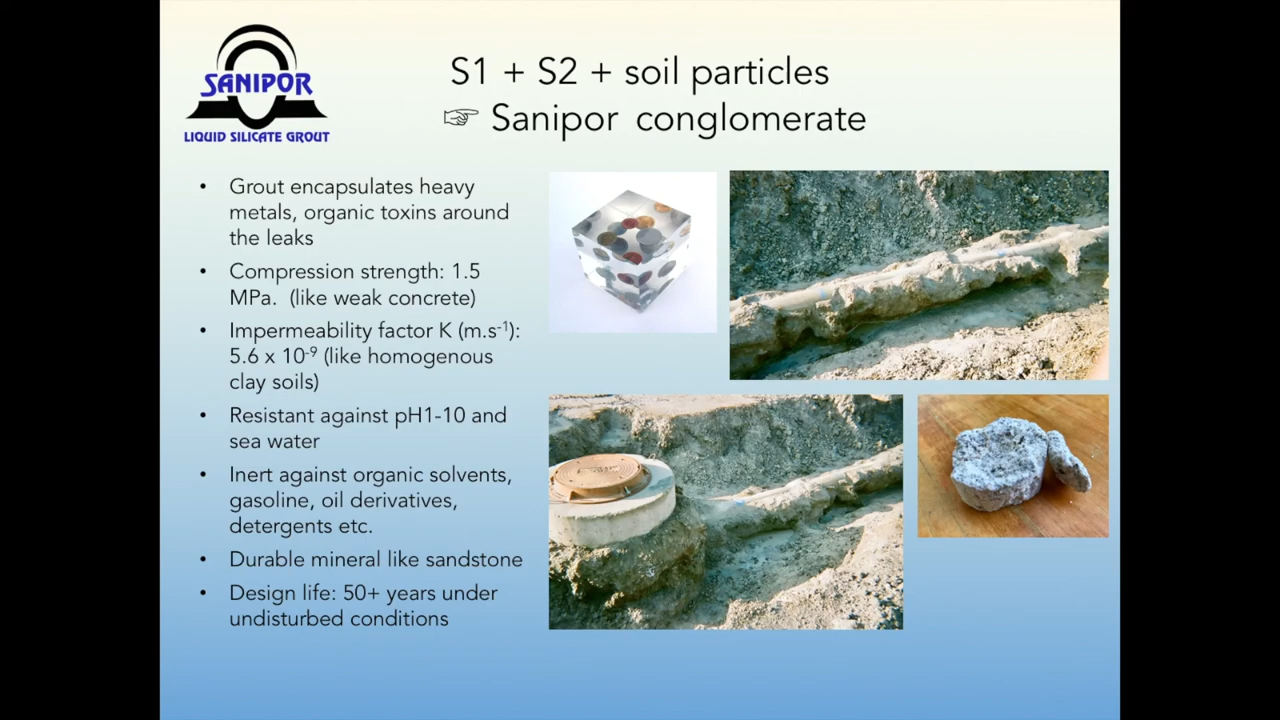 SANIPOR
LIQUID SILICATE GROUT
S1 + S2 + soil particles
☞ Sanipor conglomerate
• Grout encapsulates heavy
metals, organic toxins around
the leaks
• Compression strength: 1.5
MPa. (like weak concrete)
• Impermeability factor K (m.s⁻¹):
5.6 x 10⁻⁹ (like homogenous
clay soils)
• Resistant against pH1-10 and
sea water
• Inert against organic solvents,
gasoline, oil derivatives,
detergents etc.
• Durable mineral like sandstone
• Design life: 50+ years under
undisturbed conditions